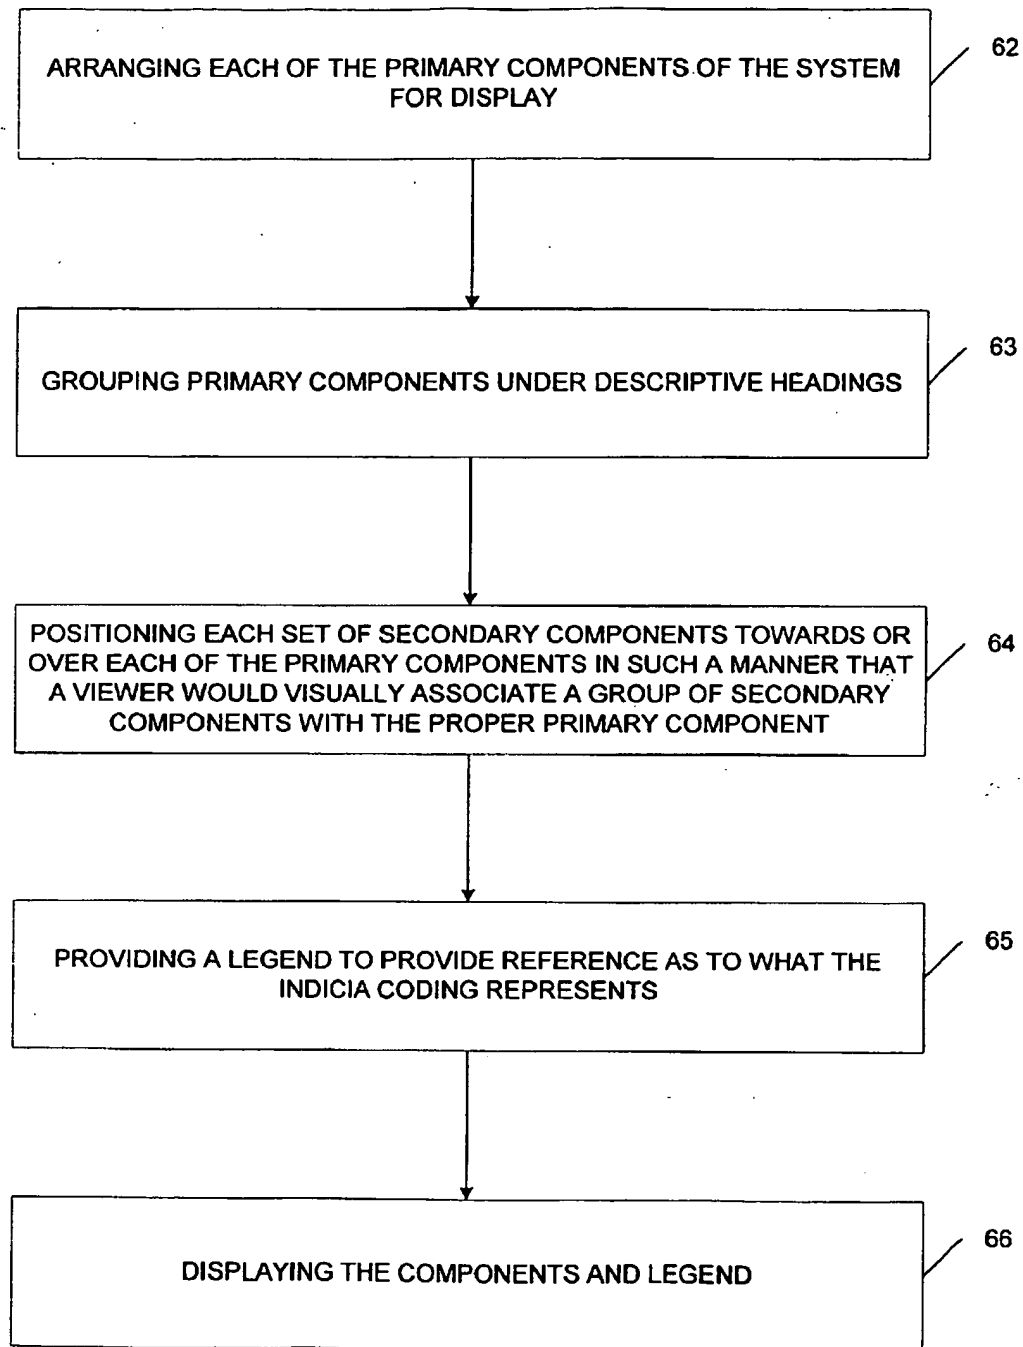 ARRANGING EACH OF THE PRIMARY COMPONENTS OF THE SYSTEM
FOR DISPLAY
62
GROUPING PRIMARY COMPONENTS UNDER DESCRIPTIVE HEADINGS
63
POSITIONING EACH SET OF SECONDARY COMPONENTS TOWARDS OR
OVER EACH OF THE PRIMARY COMPONENTS IN SUCH A MANNER THAT
A VIEWER WOULD VISUALLY ASSOCIATE A GROUP OF SECONDARY
COMPONENTS WITH THE PROPER PRIMARY COMPONENT
64
PROVIDING A LEGEND TO PROVIDE REFERENCE AS TO WHAT THE
INDICIA CODING REPRESENTS
65
DISPLAYING THE COMPONENTS AND LEGEND
66